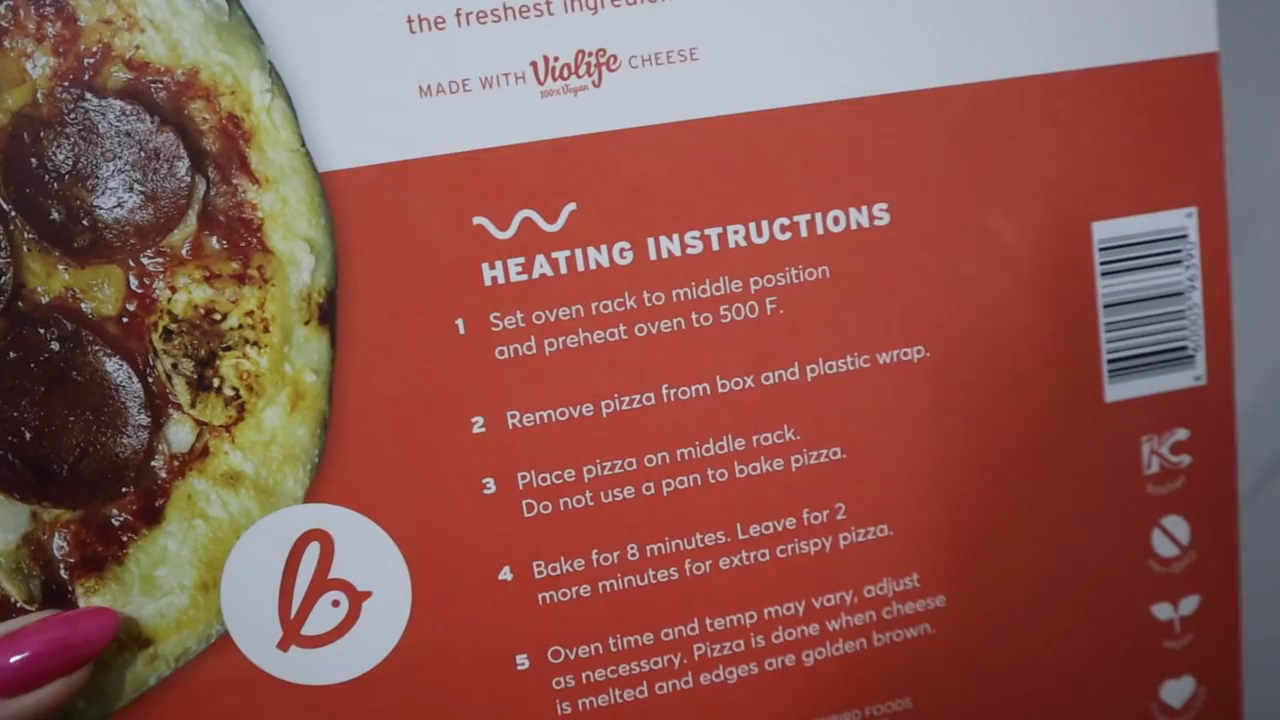 the freshest
MADE WITH Violife CHEESE
100% Vegan
HEATING INSTRUCTIONS
1 Set oven rack to middle position
and preheat oven to 500 F.
2 Remove pizza from box and plastic wrap.
3 Place pizza on middle rack.
Do not use a pan to bake pizza.
4 Bake for 8 minutes. Leave for 2
more minutes for extra crispy pizza.
5 Oven time and temp may vary, adjust
as necessary. Pizza is done when cheese
is melted and edges are golden brown.
FOODS
b
KC